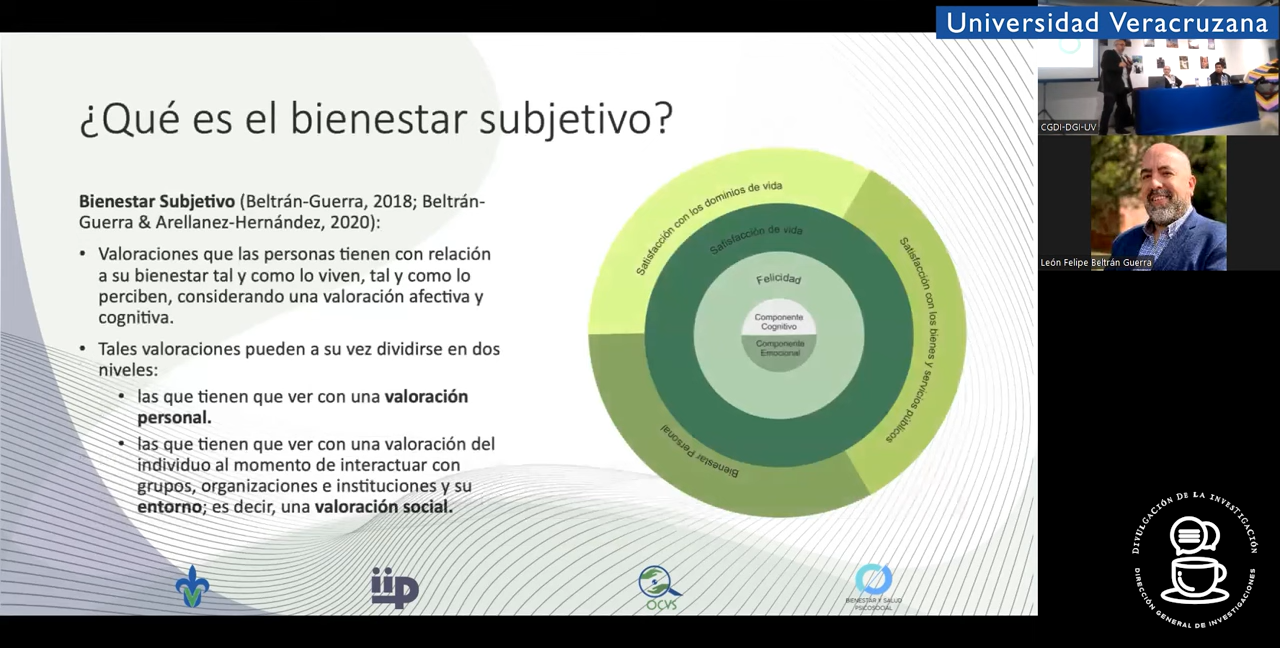 Universidad Veracruzana
¿Qué es el bienestar subjetivo?
Bienestar Subjetivo (Beltrán-Guerra, 2018; Beltrán-
Guerra & Arellanez-Hernández, 2020):
• Valoraciones que las personas tienen con relación
a su bienestar tal y como lo viven, tal y como lo
perciben, considerando una valoración afectiva y
cognitiva.
• Tales valoraciones pueden a su vez dividirse en dos
niveles:
• las que tienen que ver con una valoración
personal.
• las que tienen que ver con una valoración del
individuo al momento de interactuar con
grupos, organizaciones e instituciones y su
entorno; es decir, una valoración social.
Satisfacción con los dominios de vida
Satisfacción con los bienes y servicios públicos
Bienestar Personal
Satisfacción de vida
Felicidad
Componente
Cognitivo
Componente
Emocional
iip
OCVS
BIENESTAR Y SALUD
PSICOSOCIAL
CGDI-DGI-UV
León Felipe Beltrán Guerra
DIVULGACIÓN DE LA INVESTIGACIÓN
DIRECCIÓN GENERAL DE INVESTIGACIONES